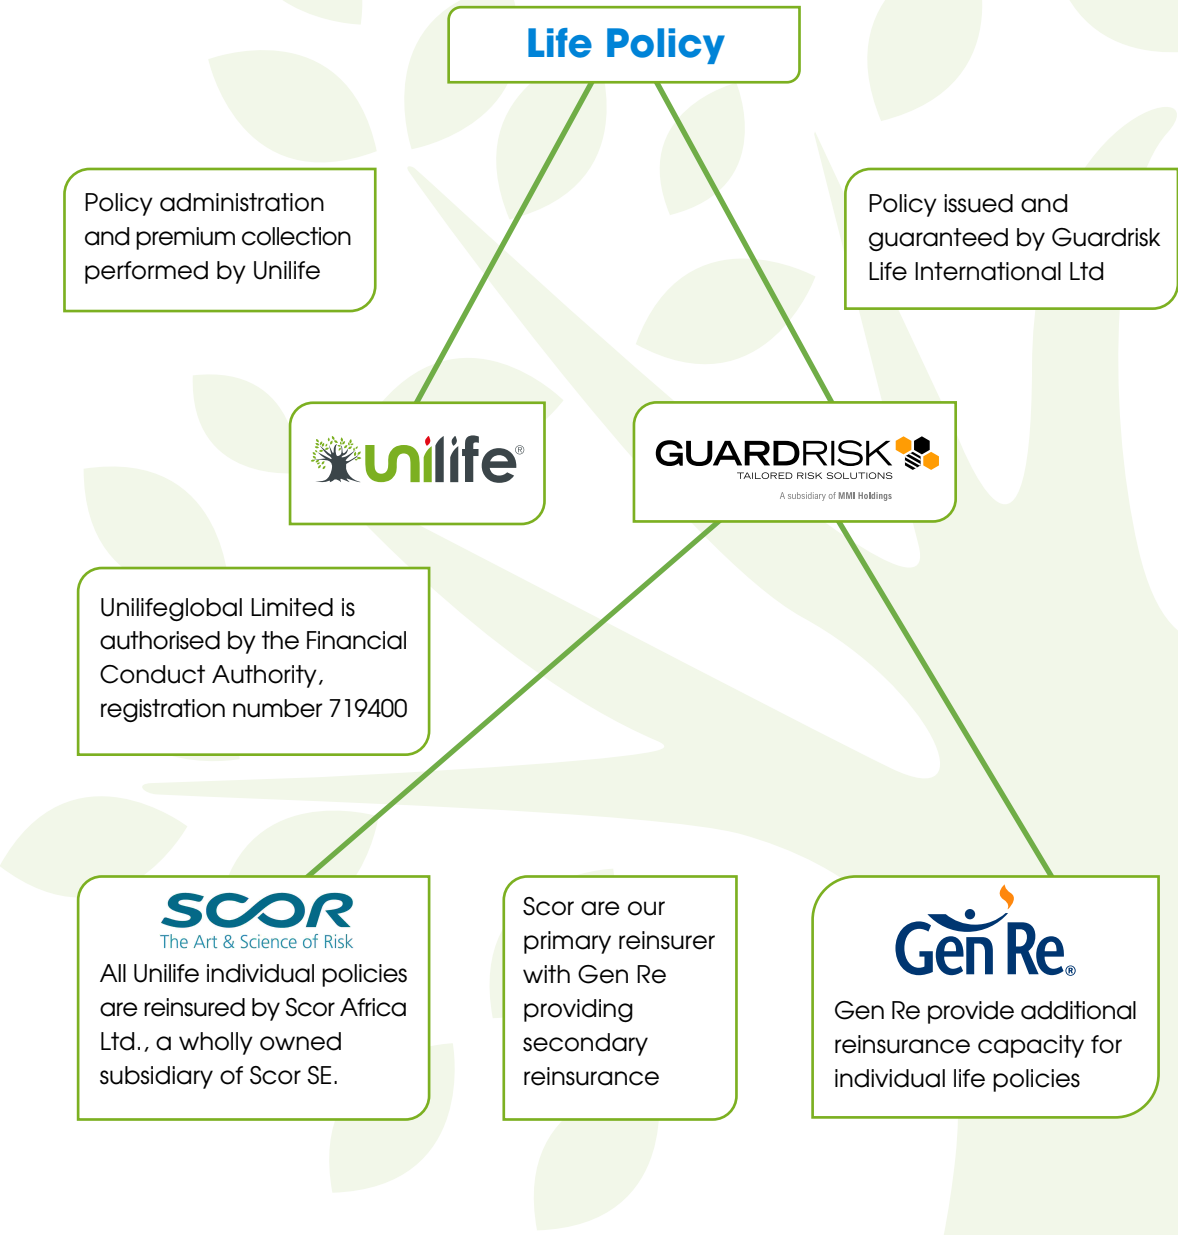 Life Policy
Policy administration
and premium collection
performed by Unilife
Policy issued and
guaranteed by Guardrisk
Life International Ltd
unilife®
GUARDRISK
TAILORED RISK SOLUTIONS
A subsidiary of MMI Holdings
Unilifeglobal Limited is
authorised by the Financial
Conduct Authority,
registration number 719400
SCOR
The Art & Science of Risk
All Unilife individual policies
are reinsured by Scor Africa
Ltd., a wholly owned
subsidiary of Scor SE.
Scor are our
primary reinsurer
with Gen Re
providing
secondary
reinsurance
Gen Re®
Gen Re provide additional
reinsurance capacity for
individual life policies